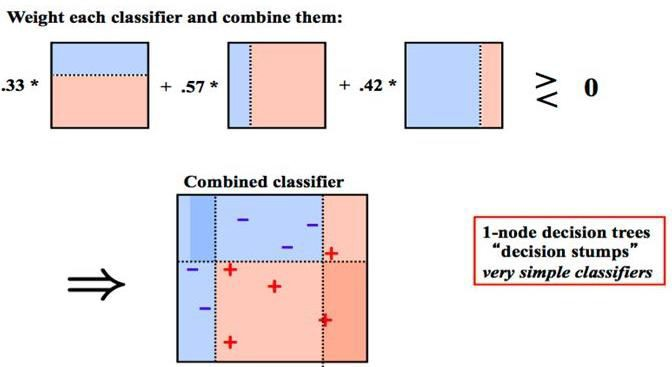 Weight each classifier and combine them:
.33 * + .57 * + .42 * ≷ 0
Combined classifier
⇒
1-node decision trees
“decision stumps”
very simple classifiers
− − −
+
− +
− +
+
+